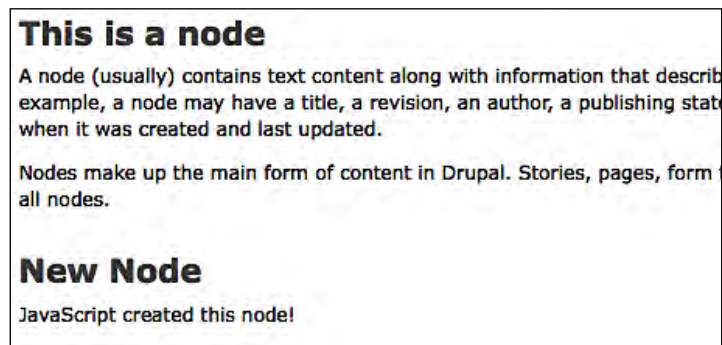 This is a node
A node (usually) contains text content along with information that describ
example, a node may have a title, a revision, an author, a publishing stat
when it was created and last updated.
Nodes make up the main form of content in Drupal. Stories, pages, form
all nodes.
New Node
JavaScript created this node!